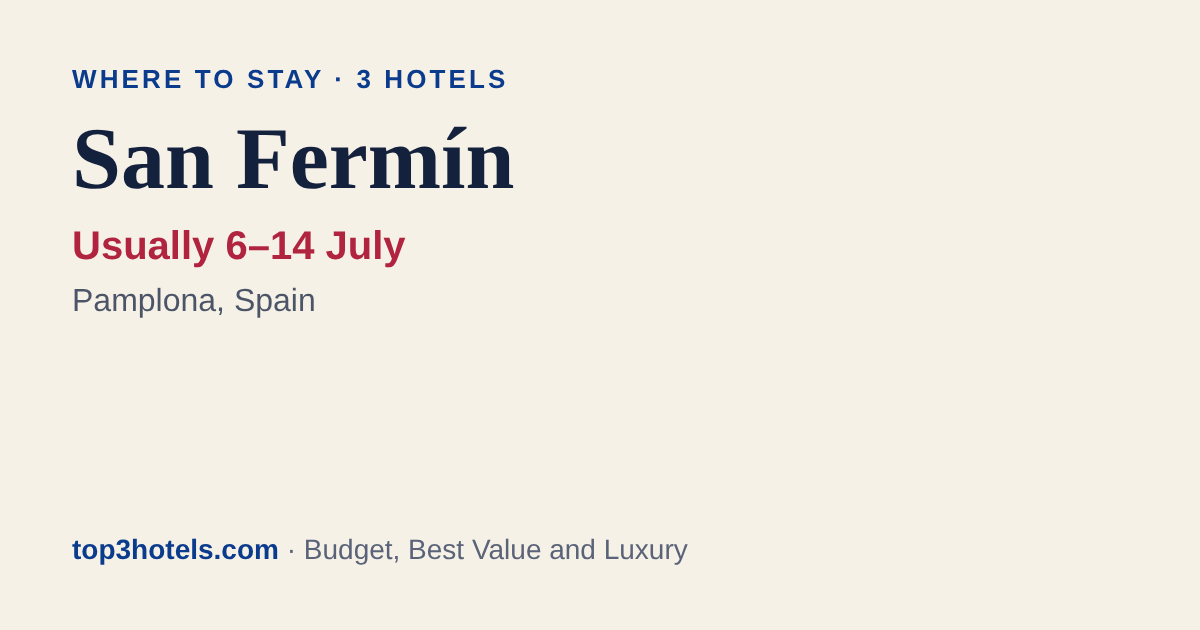 WHERE TO STAY · 3 HOTELS
San Fermín
Usually 6–14 July
Pamplona, Spain
top3hotels.com · Budget, Best Value and Luxury